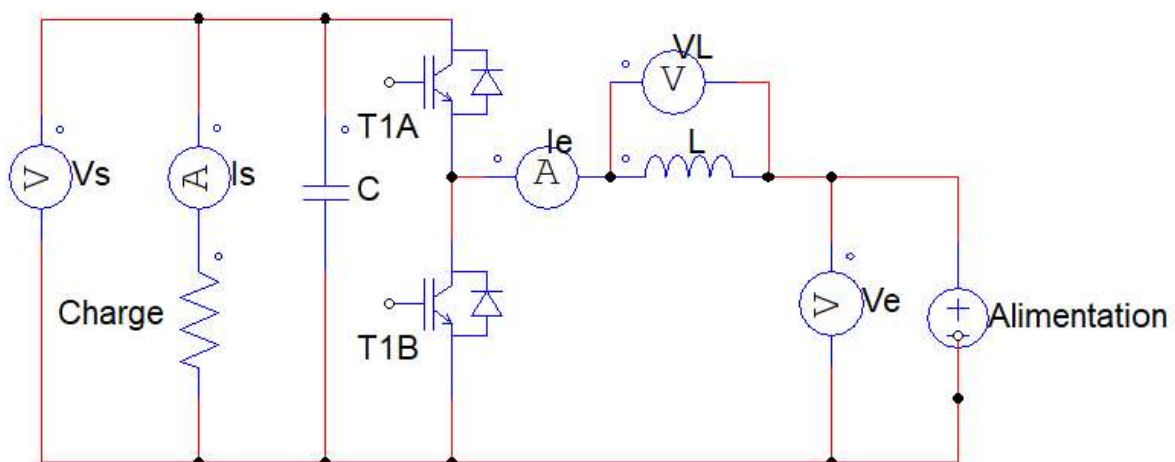 VL
T1A
Ie
L
V
V
Vs
A
Is
C
A
Charge
T1B
V
Ve
Alimentation